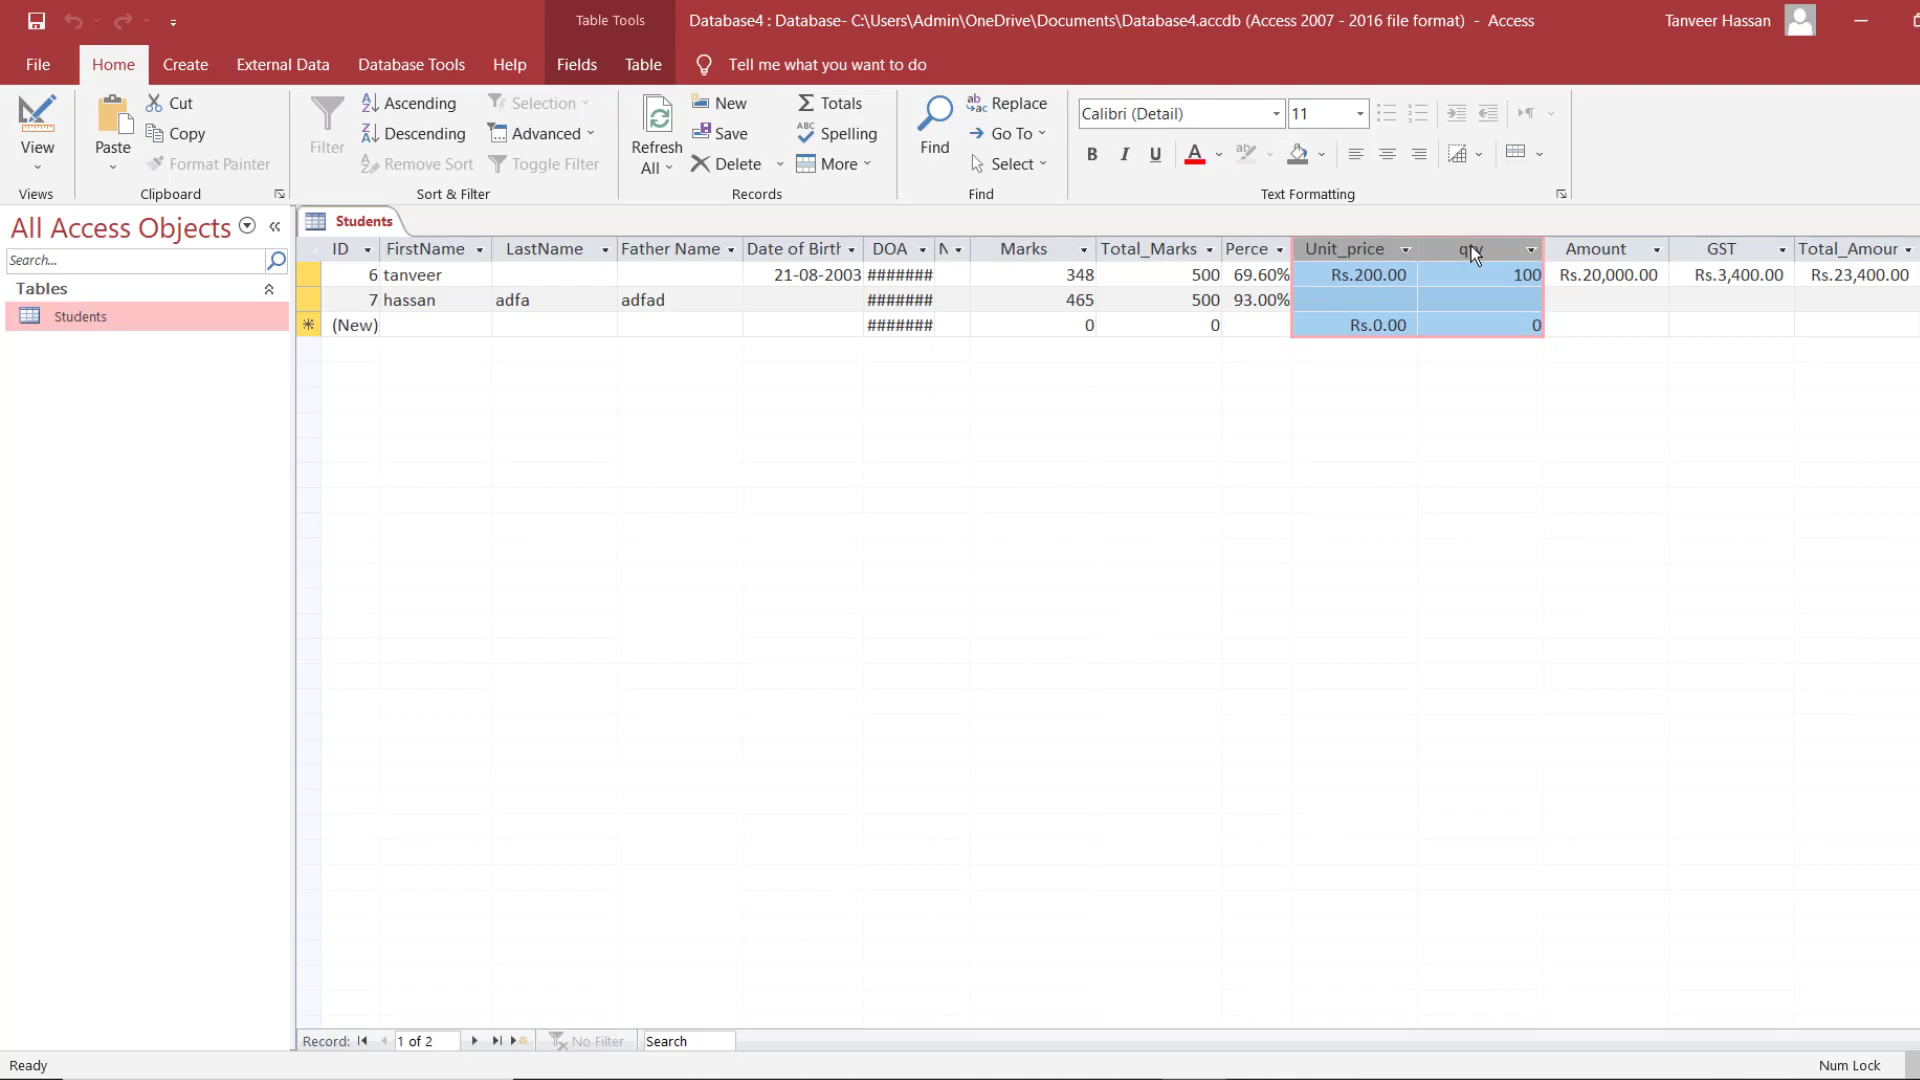 Table Tools
Database4 : Database- C:\Users\Admin\OneDrive\Documents\Database4.accdb (Access 2007 - 2016 file format) - Access
Tanveer Hassan
File Home Create External Data Database Tools Help Fields Table Tell me what you want to do
View
Views
Paste
Cut
Copy
Format Painter
Clipboard
Filter
Ascending
Descending
Remove Sort
Selection
Advanced
Toggle Filter
Sort & Filter
Refresh
All
New
Save
Delete
Totals
Spelling
More
Records
Find
Replace
Go To
Select
Find
Calibri (Detail) 11
B I U A
Text Formatting
All Access Objects
Search...
Tables
Students
Students
ID FirstName LastName Father Name Date of Birth DOA N Marks Total_Marks Perce Unit_price qty Amount GST Total_Amour
6 tanveer 21-08-2003 ####### 348 500 69.60% Rs.200.00 100 Rs.20,000.00 Rs.3,400.00 Rs.23,400.00
7 hassan adfa adfad ####### 465 500 93.00%
(New) ####### 0 0 Rs.0.00 0
Record: 1 of 2 No Filter Search
Ready
Num Lock